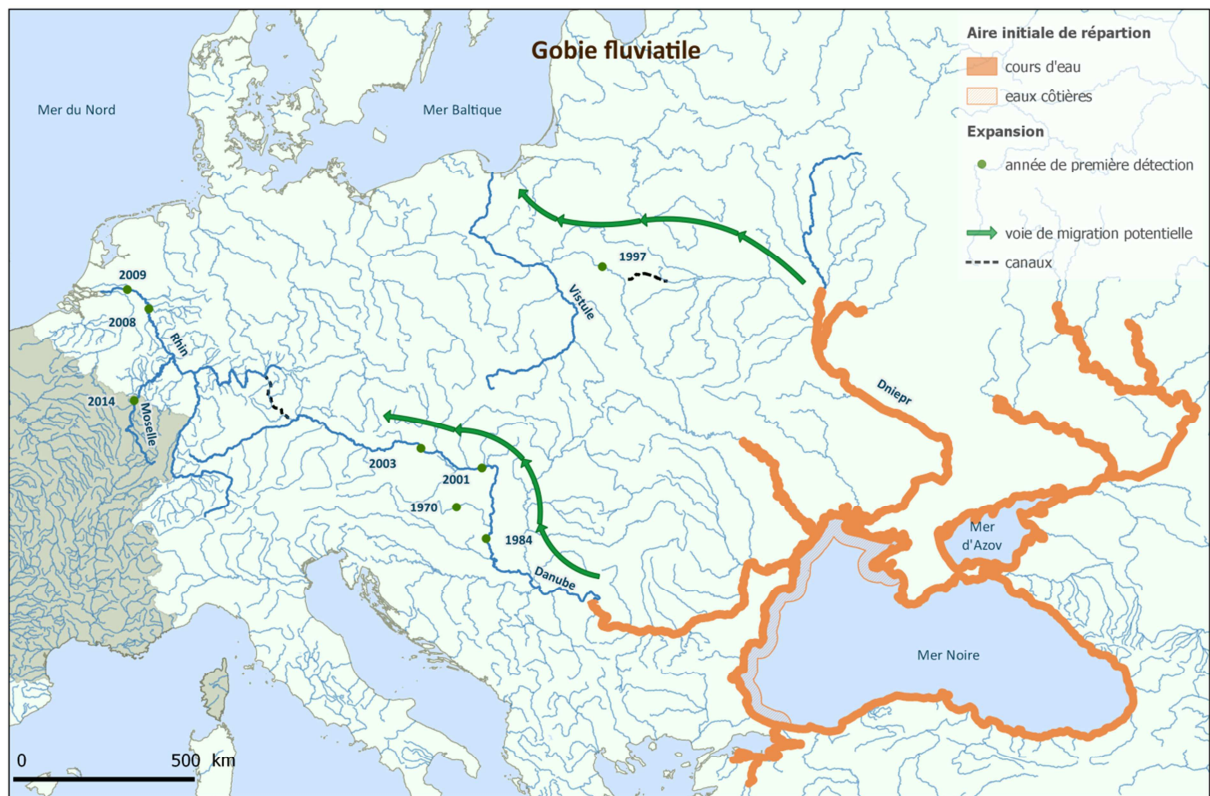 Gobie fluviatile
Aire initiale de répartion
cours d'eau
eaux côtières
Expansion
année de première détection
voie de migration potentielle
canaux
Mer du Nord
Mer Baltique
1997
2009
2008
Rhin
Vistule
Dniepr
2014
Moselle
2003
2001
1970
1984
Danube
Mer
d'Azov
Mer Noire
0 500 km